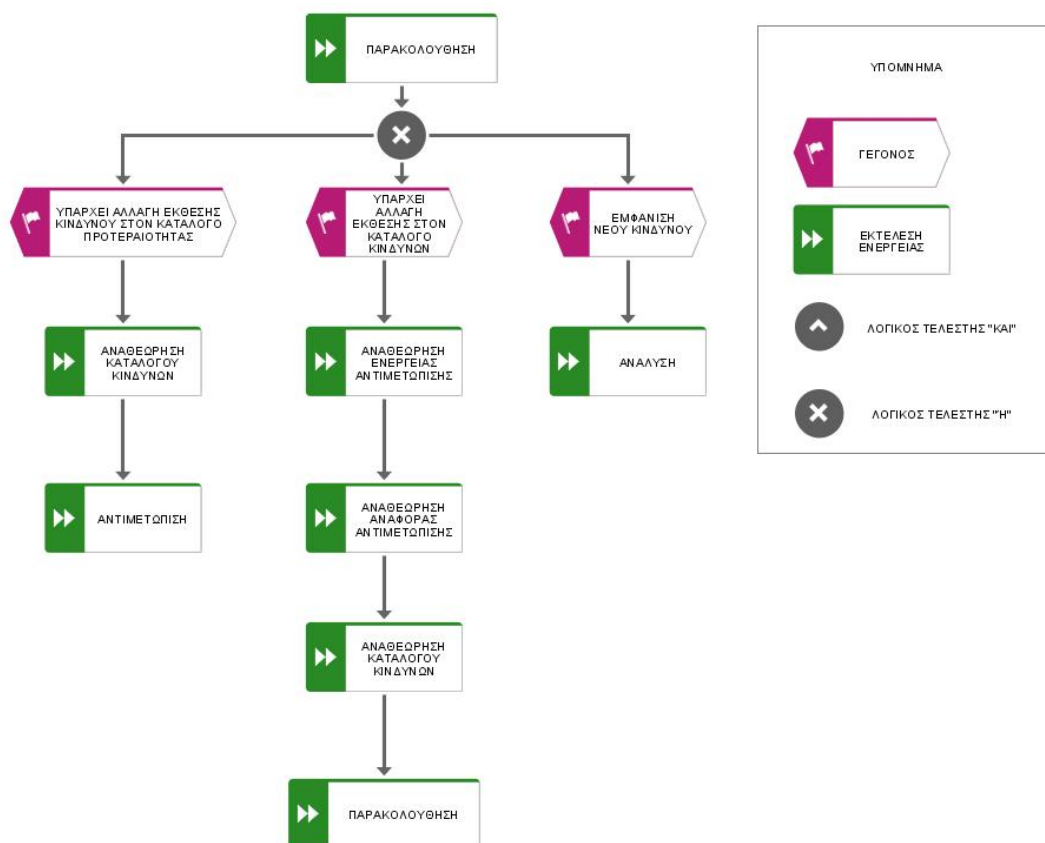 ΠΑΡΑΚΟΛΟΥΘΗΣΗ
ΥΠΑΡΧΕΙ ΑΛΛΑΓΗ ΕΚΘΕΣΗΣ
ΚΙΝΔΥΝΟΥ ΣΤΟΝ ΚΑΤΑΛΟΓΟ
ΠΡΟΤΕΡΑΙΟΤΗΤΑΣ
ΥΠΑΡΧΕΙ
ΑΛΛΑΓΗ
ΕΚΘΕΣΗΣ ΣΤΟΝ
ΚΑΤΑΛΟΓΟ
ΚΙΝΔΥΝΩΝ
ΕΜΦΑΝΙΣΗ
ΝΕΟΥ ΚΙΝΔΥΝΟΥ
ΑΝΑΘΕΩΡΗΣΗ
ΚΑΤΑΛΟΓΟΥ
ΚΙΝΔΥΝΩΝ
ΑΝΑΘΕΩΡΗΣΗ
ΕΝΕΡΓΕΙΑΣ
ΑΝΤΙΜΕΤΩΠΙΣΗΣ
ΑΝΑΛΥΣΗ
ΑΝΤΙΜΕΤΩΠΙΣΗ
ΑΝΑΘΕΩΡΗΣΗ
ΑΝΑΦΟΡΑΣ
ΑΝΤΙΜΕΤΩΠΙΣΗΣ
ΑΝΑΘΕΩΡΗΣΗ
ΚΑΤΑΛΟΓΟΥ
ΚΙΝΔΥΝΩΝ
ΠΑΡΑΚΟΛΟΥΘΗΣΗ
ΥΠΟΜΝΗΜΑ
ΓΕΓΟΝΟΣ
ΕΚΤΕΛΕΣΗ
ΕΝΕΡΓΕΙΑΣ
ΛΟΓΙΚΟΣ ΤΕΛΕΣΤΗΣ "ΚΑΙ"
ΛΟΓΙΚΟΣ ΤΕΛΕΣΤΗΣ "Ή"